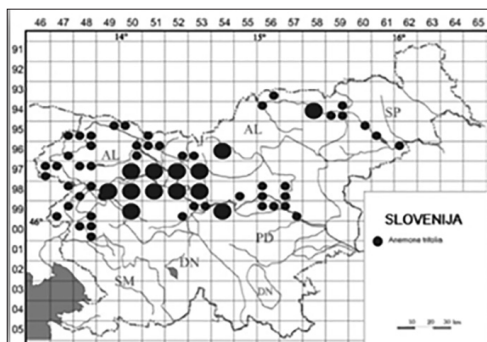 46 47 48 49 50 51 52 53 54 55 56 57 58 59 60 61 62 63 64 65
14° 15° 16°
91
92
93
94
95
96
97
98
99
46°
00
01
02
03
04
05
AL
SP
AL
PD
DN
SM
DN
SLOVENIJA
Anemone trifolia
10 20 30 km